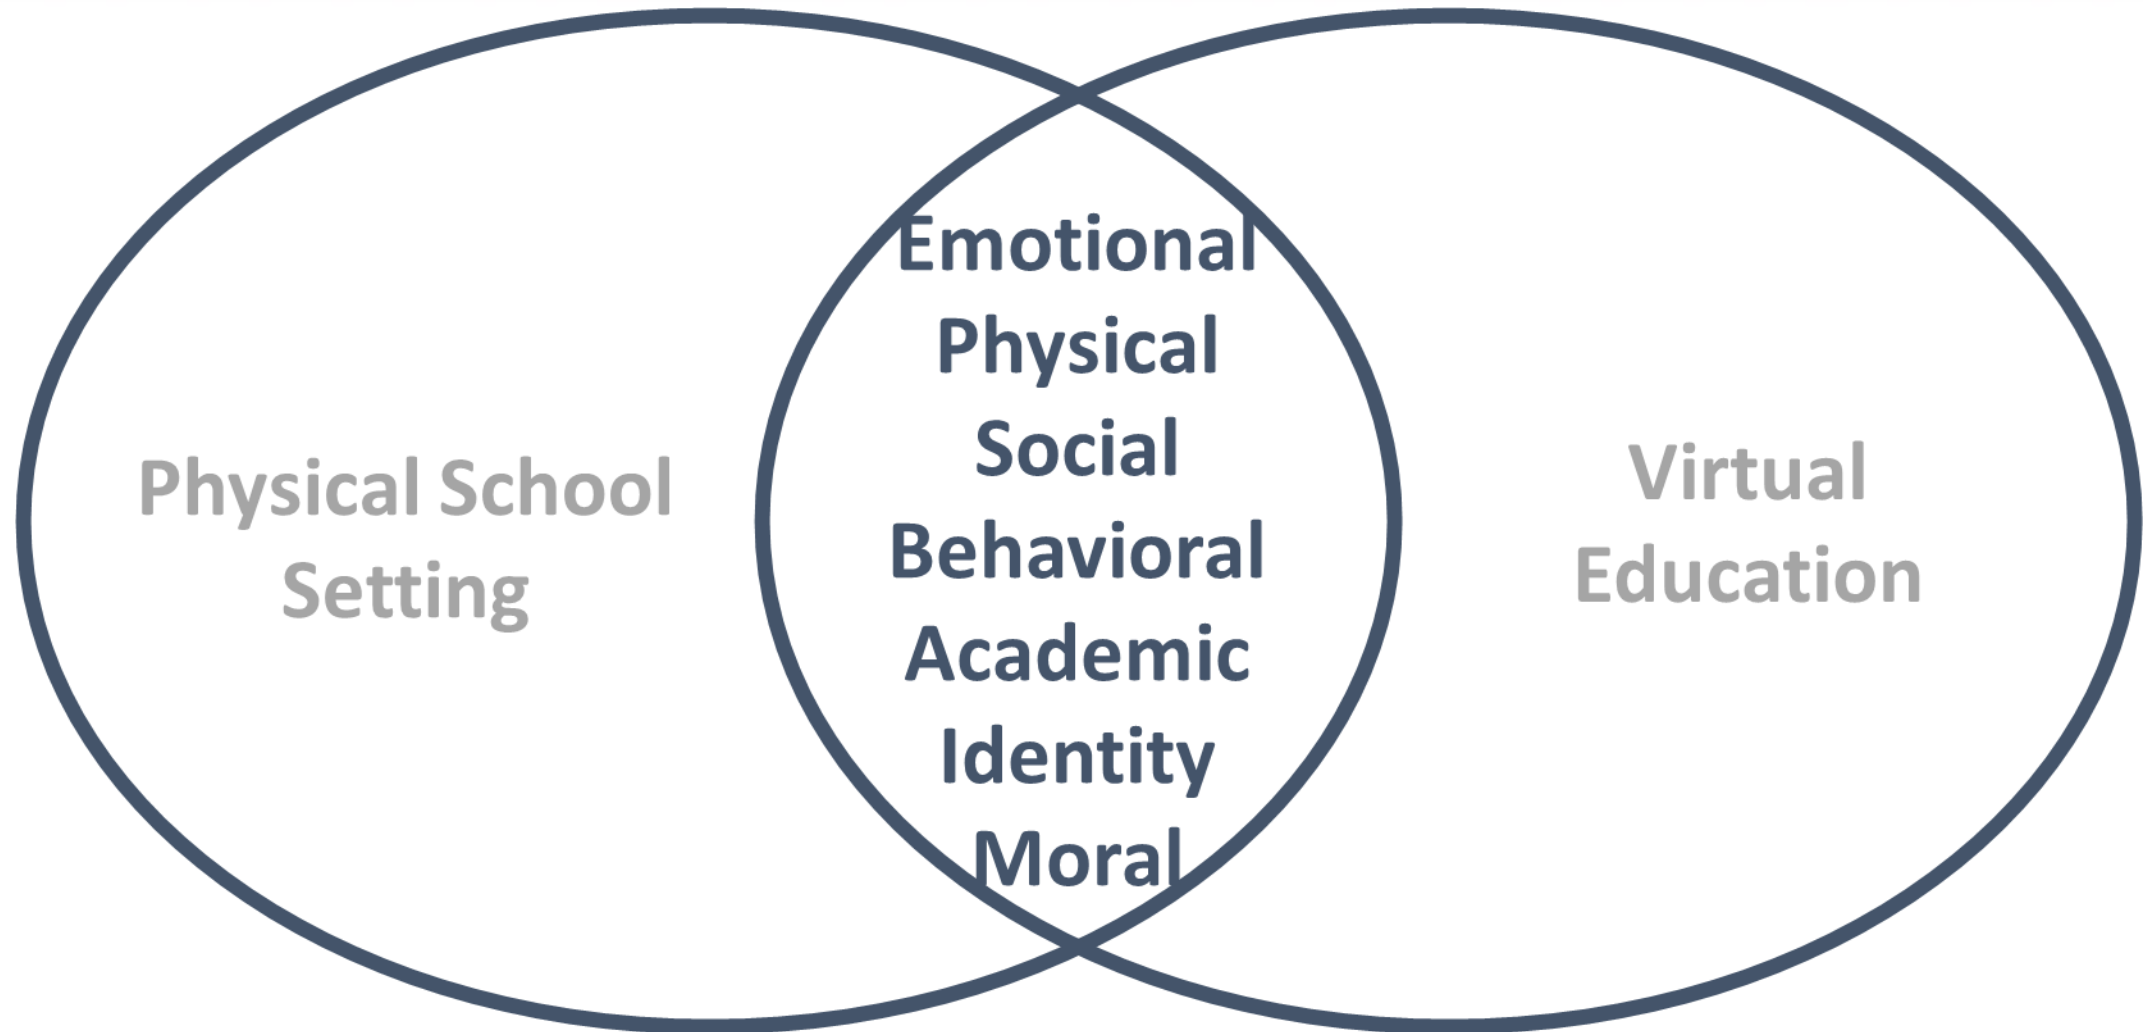 Physical School
Setting
Emotional
Physical
Social
Behavioral
Academic
Identity
Moral
Virtual
Education